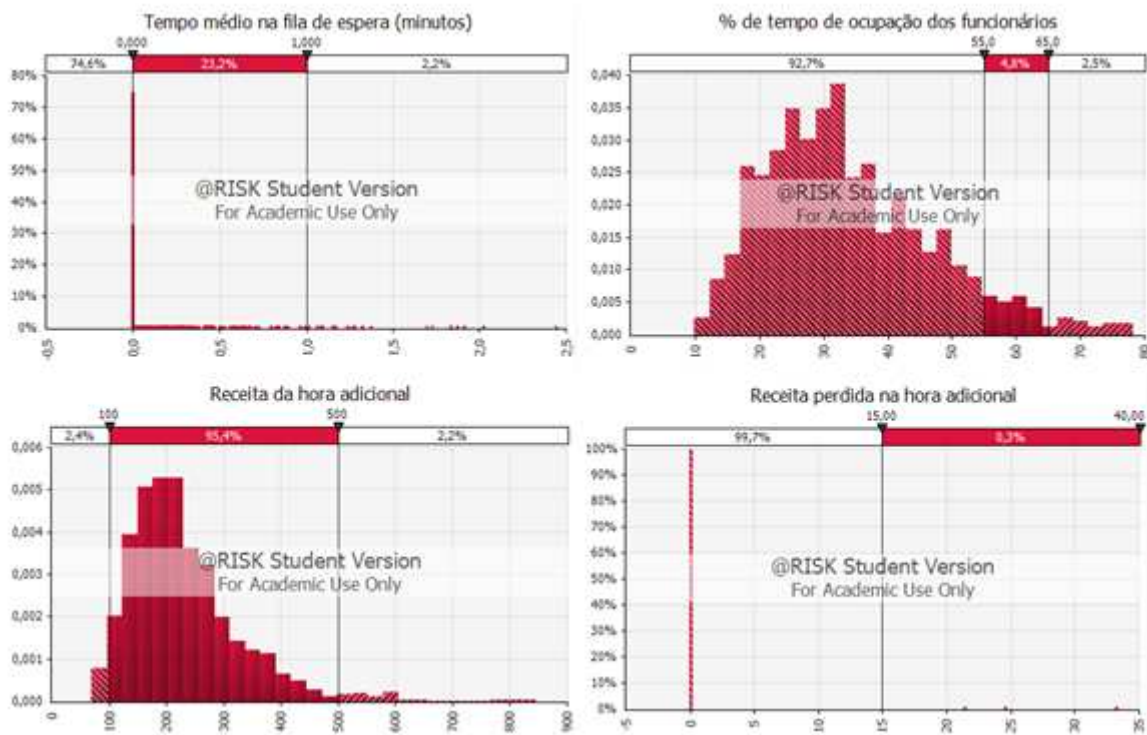 Tempo médio na fila de espera (minutos)
0,000 1,000
74,6% 23,2% 2,2%
80%
70%
60%
50%
40%
30%
20%
10%
0%
-0,5 0,0 0,5 1,0 1,5 2,0 2,5
@RISK Student Version
For Academic Use Only
% de tempo de ocupação dos funcionários
55,0 65,0
92,7% 4,8% 2,5%
0,040
0,035
0,030
0,025
0,020
0,015
0,010
0,005
0,000
0 10 20 30 40 50 60 70 80
@RISK Student Version
For Academic Use Only
Receita da hora adicional
100 500
2,4% 95,4% 2,2%
0,006
0,005
0,004
0,003
0,002
0,001
0,000
0 100 200 300 400 500 600 700 800 900
@RISK Student Version
For Academic Use Only
Receita perdida na hora adicional
15,00 40,00
99,7% 0,3%
100%
90%
80%
70%
60%
50%
40%
30%
20%
10%
0%
-5 0 5 10 15 20 25 30 35
@RISK Student Version
For Academic Use Only